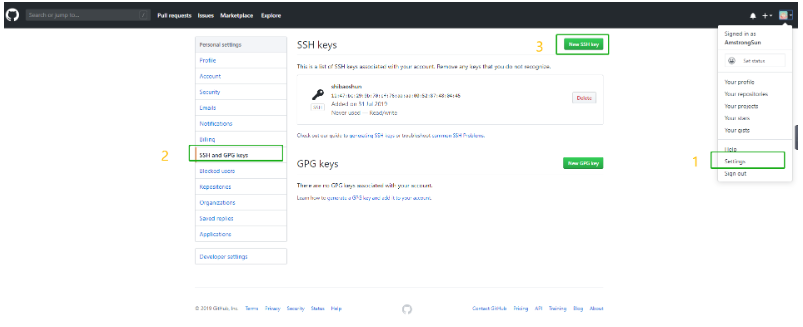 Search or jump to...
Pull requests Issues Marketplace Explore
Signed in as
AmstrongSun
Set status
Your profile
Your repositories
Your projects
Your stars
Your gists
Help
1
Settings
Sign out
Personal settings
Profile
Account
Security
Emails
Notifications
Billing
2
SSH and GPG keys
Blocked users
Repositories
Organizations
Saved replies
Applications
Developer settings
SSH keys
3
New SSH key
This is a list of SSH keys associated with your account. Remove any keys that you do not recognize.
shibaoshun
SSH
Added on 31 Jul 2019
Never used — Read/write
Delete
Check out our guide to generating SSH keys or troubleshoot common SSH Problems.
GPG keys
New GPG key
There are no GPG keys associated with your account.
Learn how to generate a GPG key and add it to your account.
© 2019 GitHub, Inc. Terms Privacy Security Status Help
Contact GitHub Pricing API Training Blog About